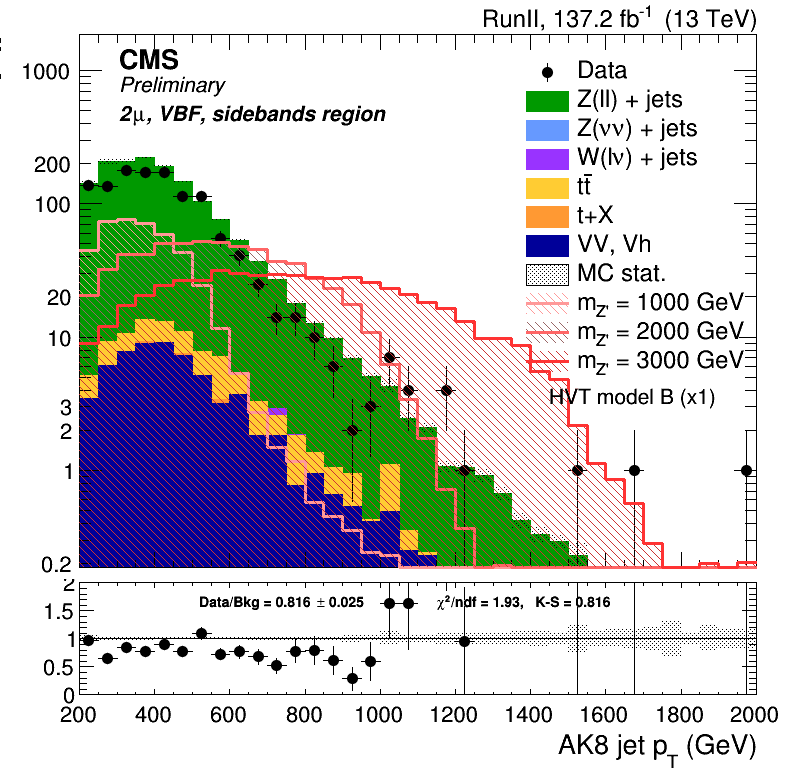 RunII, 137.2 fb⁻¹ (13 TeV)
CMS
Preliminary
2μ, VBF, sidebands region
Data
Z(ll) + jets
Z(νν) + jets
W(lν) + jets
tt̄
t+X
VV, Vh
MC stat.
m_Z' = 1000 GeV
m_Z' = 2000 GeV
m_Z' = 3000 GeV
HVT model B (x1)
1000
200
100
20
10
3
2
1
0.2
2
1.5
1
0.5
0
Data/Bkg = 0.816 ± 0.025
χ²/ndf = 1.93, K-S = 0.816
200 400 600 800 1000 1200 1400 1600 1800 2000
AK8 jet p_T (GeV)